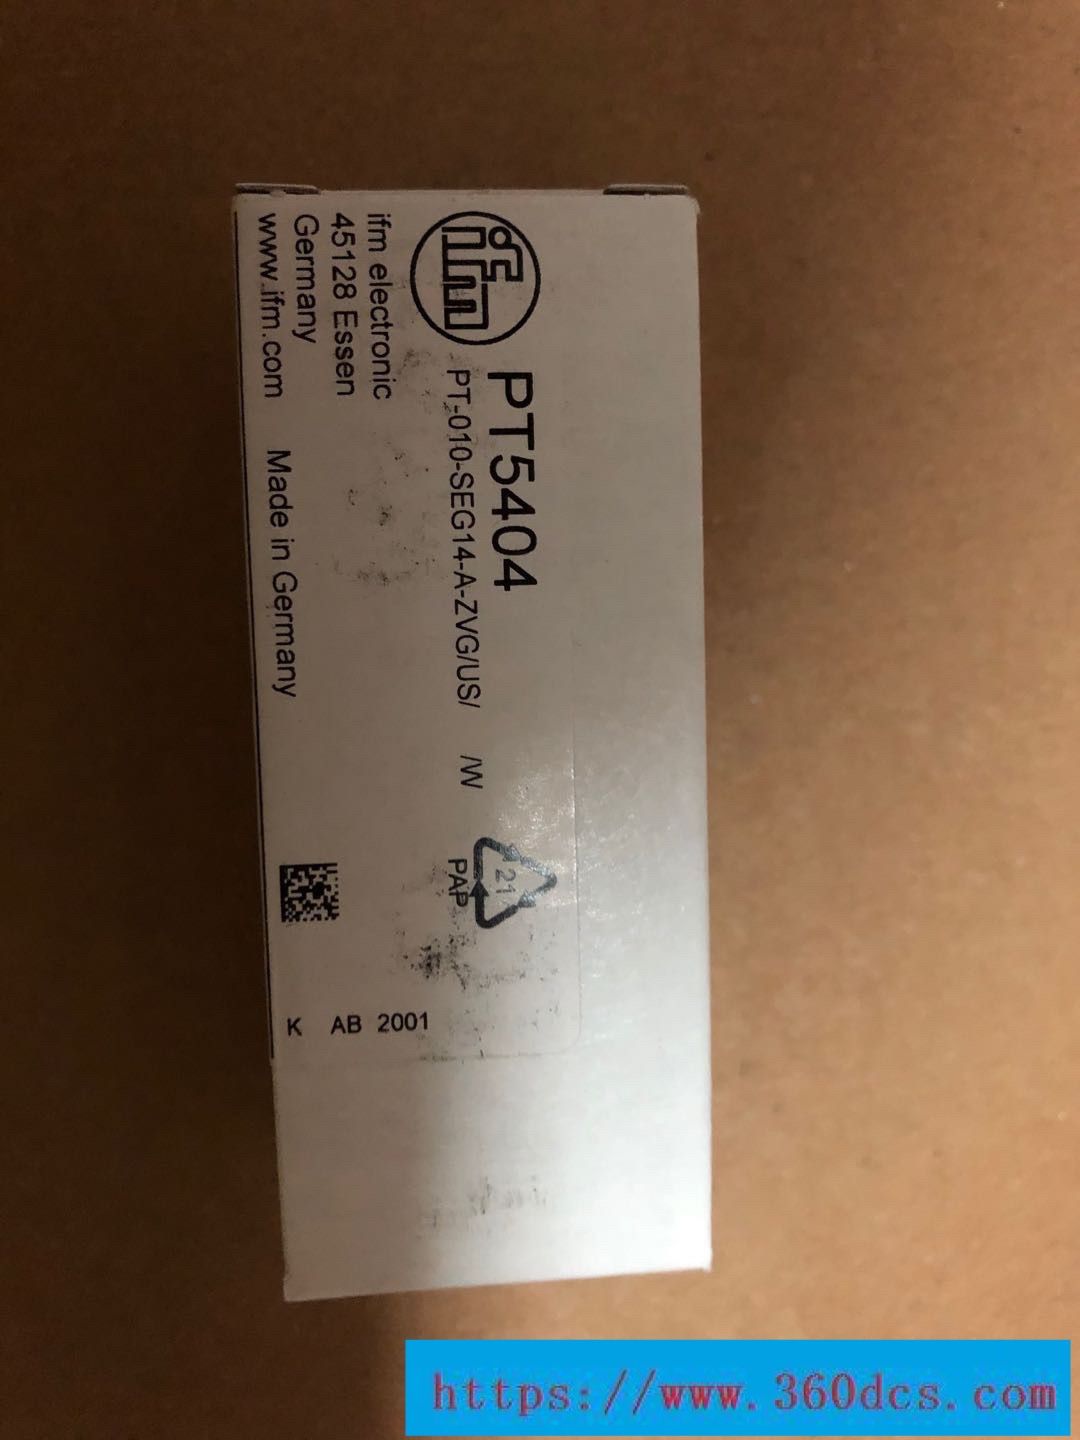 ifm
PT5404
PT-010-SEG14-A-ZVG/US/ /W
ifm electronic
45128 Essen
Germany
www.ifm.com
Made in Germany
21
PAP
K AB 2001
https://www.360dcs.com